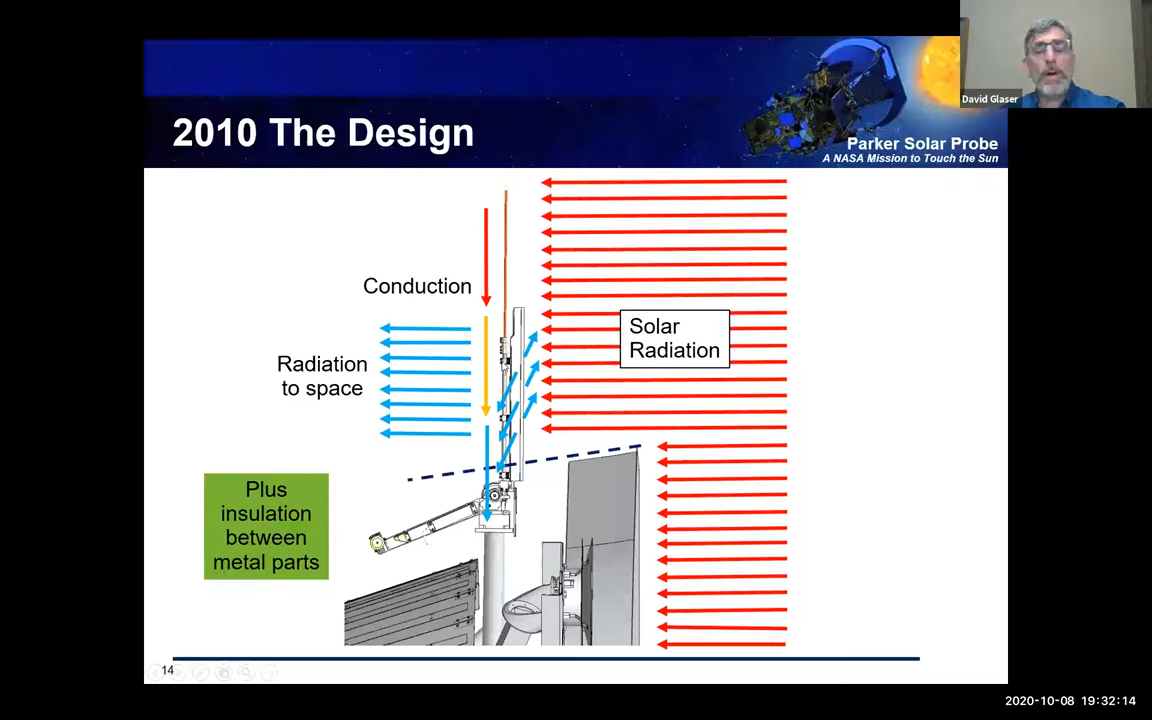 David Glaser
2010 The Design
Parker Solar Probe
A NASA Mission to Touch the Sun
Conduction
Solar
Radiation
Radiation
to space
Plus
insulation
between
metal parts
14
2020-10-08 19:32:14